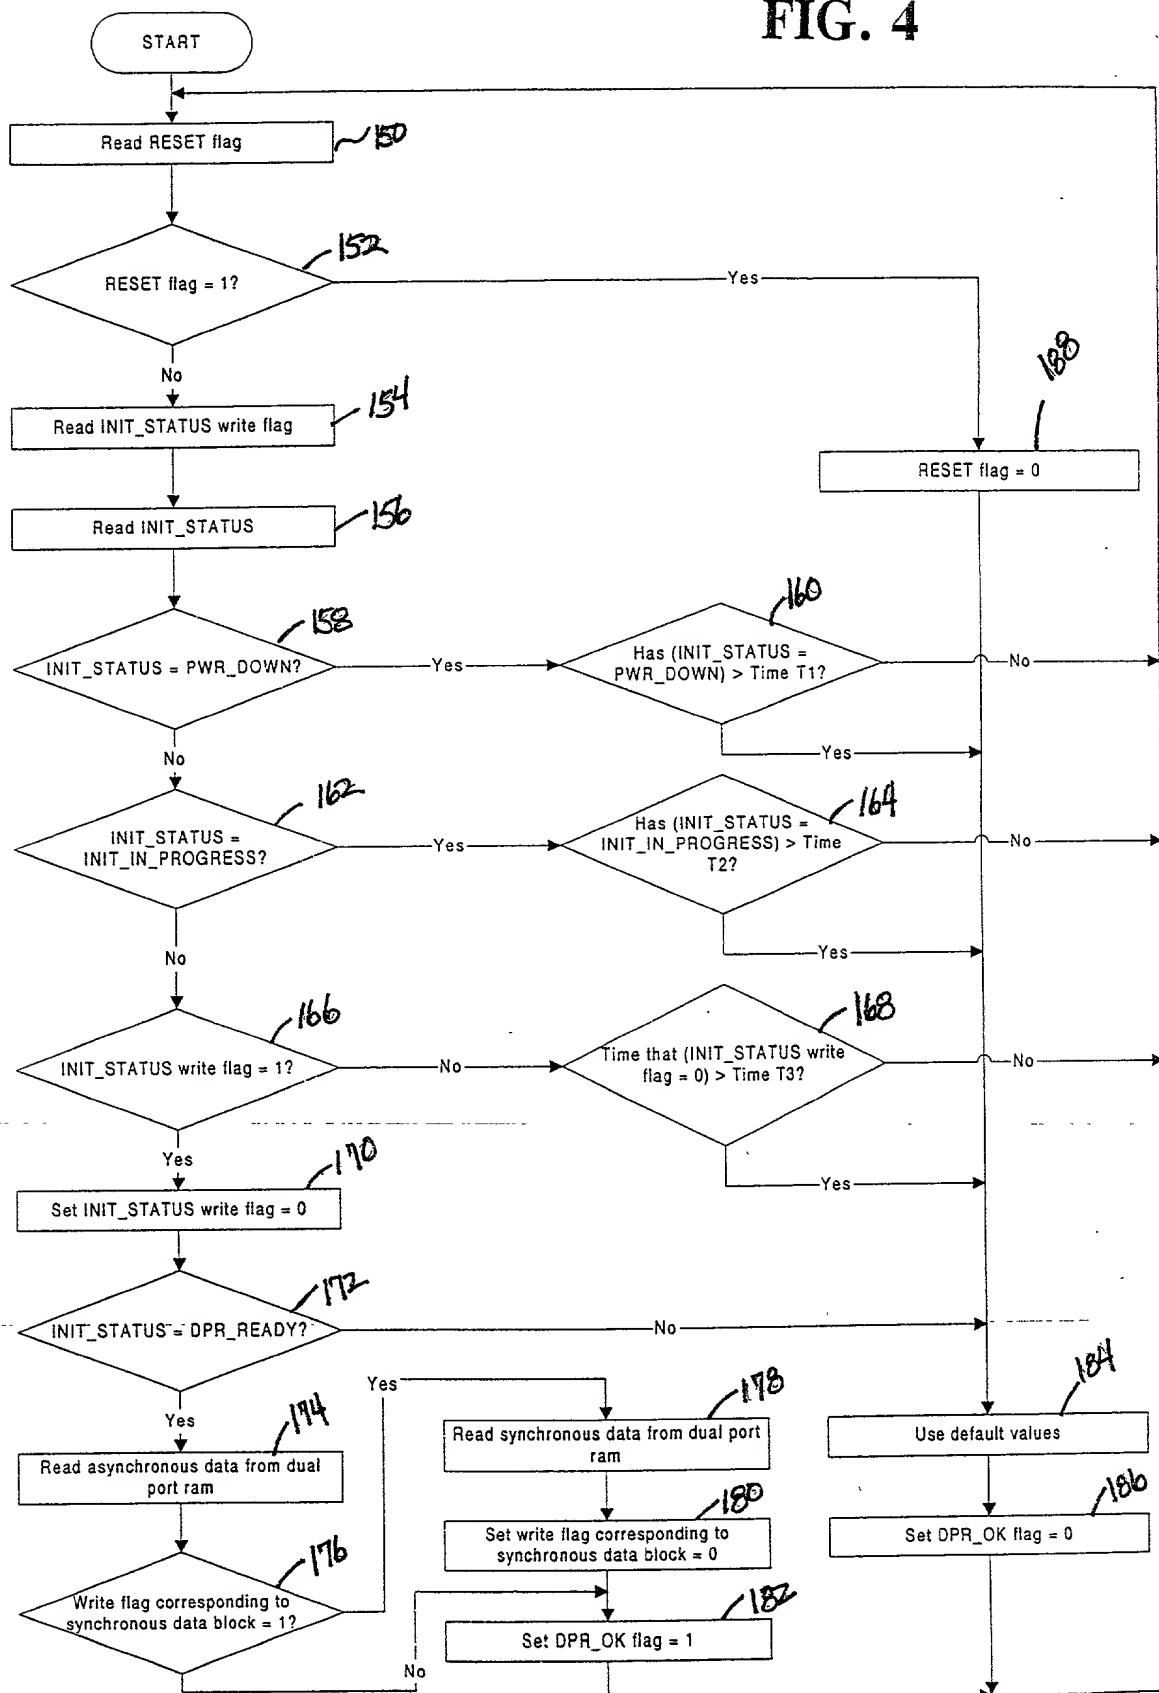 FIG. 4
START
Read RESET flag
150
RESET flag = 1?
152
Yes
No
188
Read INIT_STATUS write flag
154
RESET flag = 0
Read INIT_STATUS
156
INIT_STATUS = PWR_DOWN?
158
Yes
Has (INIT_STATUS =
PWR_DOWN) > Time T1?
160
No
Yes
No
INIT_STATUS =
INIT_IN_PROGRESS?
162
Yes
Has (INIT_STATUS =
INIT_IN_PROGRESS) > Time
T2?
164
No
Yes
No
INIT_STATUS write flag = 1?
166
No
Time that (INIT_STATUS write
flag = 0) > Time T3?
168
No
Yes
Yes
Set INIT_STATUS write flag = 0
170
INIT_STATUS = DPR_READY?
172
No
Yes
Read asynchronous data from dual
port ram
174
Yes
Read synchronous data from dual port
ram
178
Use default values
184
Write flag corresponding to
synchronous data block = 1?
176
Set write flag corresponding to
synchronous data block = 0
180
Set DPR_OK flag = 0
186
No
Set DPR_OK flag = 1
182